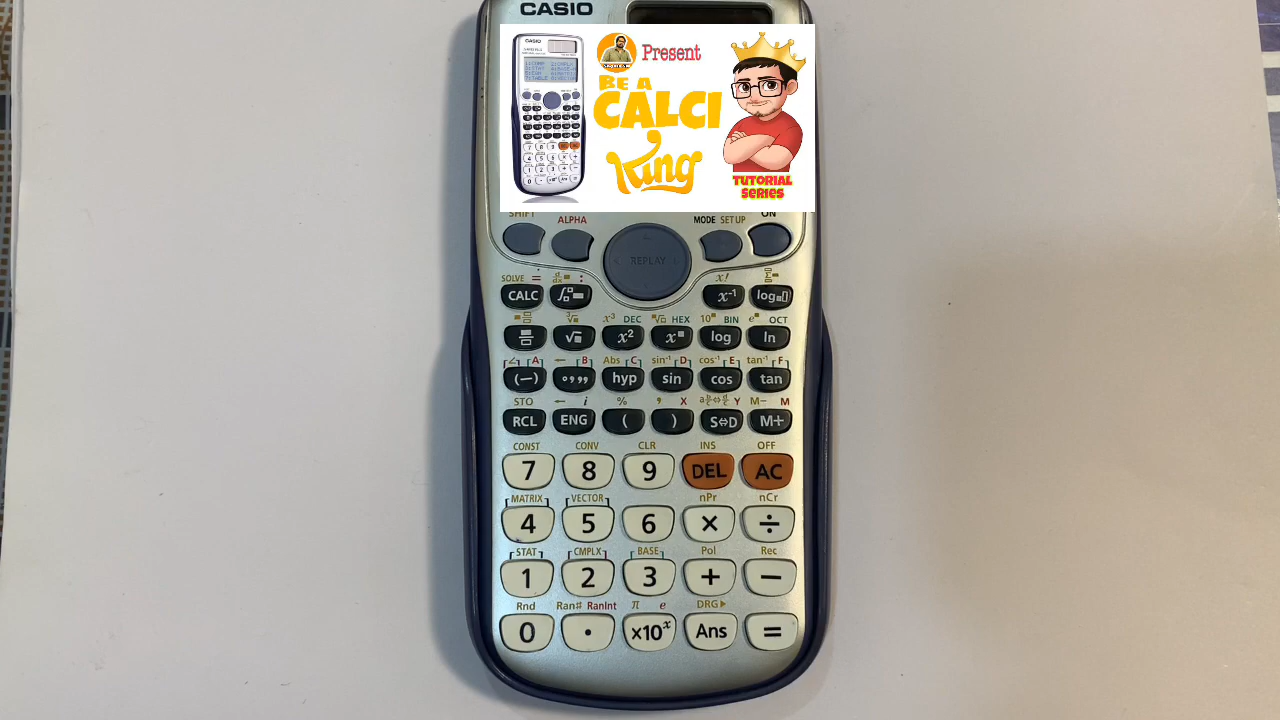 CASIO
Present
BE A
CALCI
King
TUTORIAL
SERIES
SHIFT ALPHA MODE SETUP ON
REPLAY
SOLVE = d/dx : x!
CALC x⁻¹ log
x³ DEC HEX 10 BIN e OCT
x² x log ln
∠ A ← B Abs C sin⁻¹ D cos⁻¹ E tan⁻¹ F
(−) °,,, hyp sin cos tan
STO ← i % , X Y M− M
RCL ENG ( ) S⇔D M+
CONST CONV CLR INS OFF
7 8 9 DEL AC
MATRIX VECTOR nPr nCr
4 5 6 × ÷
STAT CMPLX BASE Pol Rec
1 2 3 + −
Rnd Ran# RanInt π e DRG▶
0 . ×10ˣ Ans =